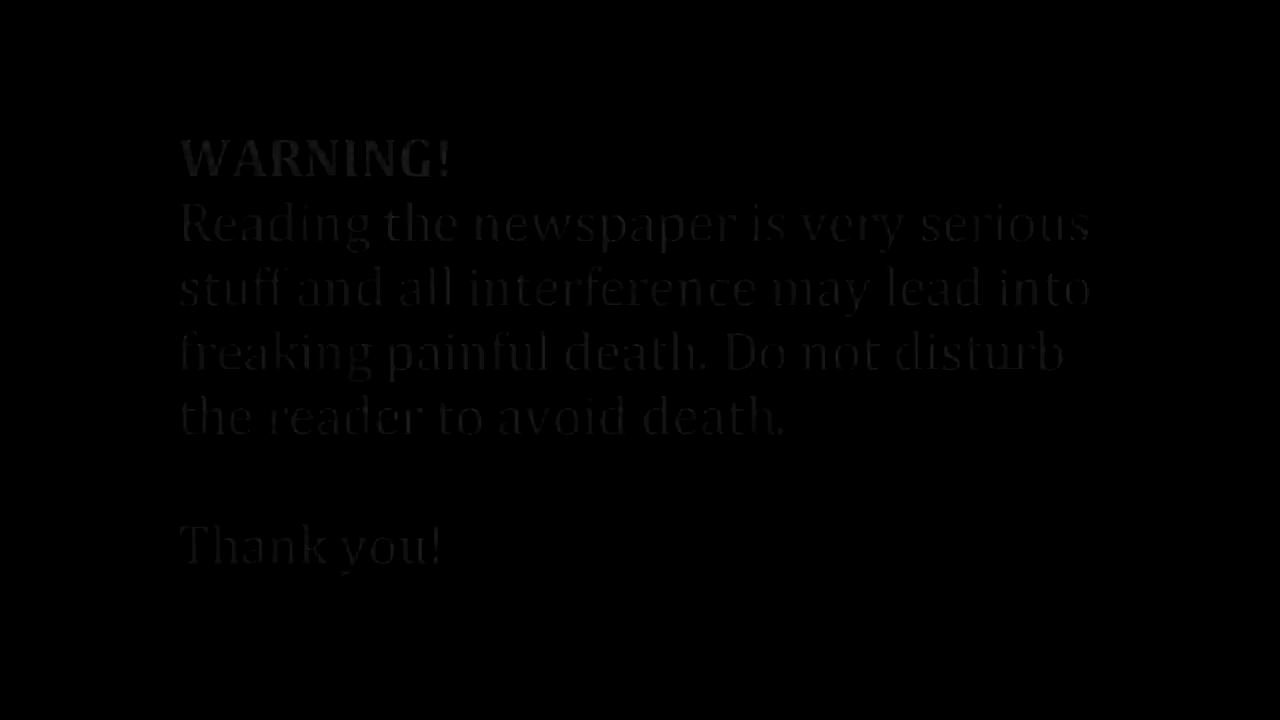 WARNING!
Reading the newspaper is very serious
stuff and all interference may lead into
freaking painful death. Do not disturb
the reader to avoid death.
Thank you!